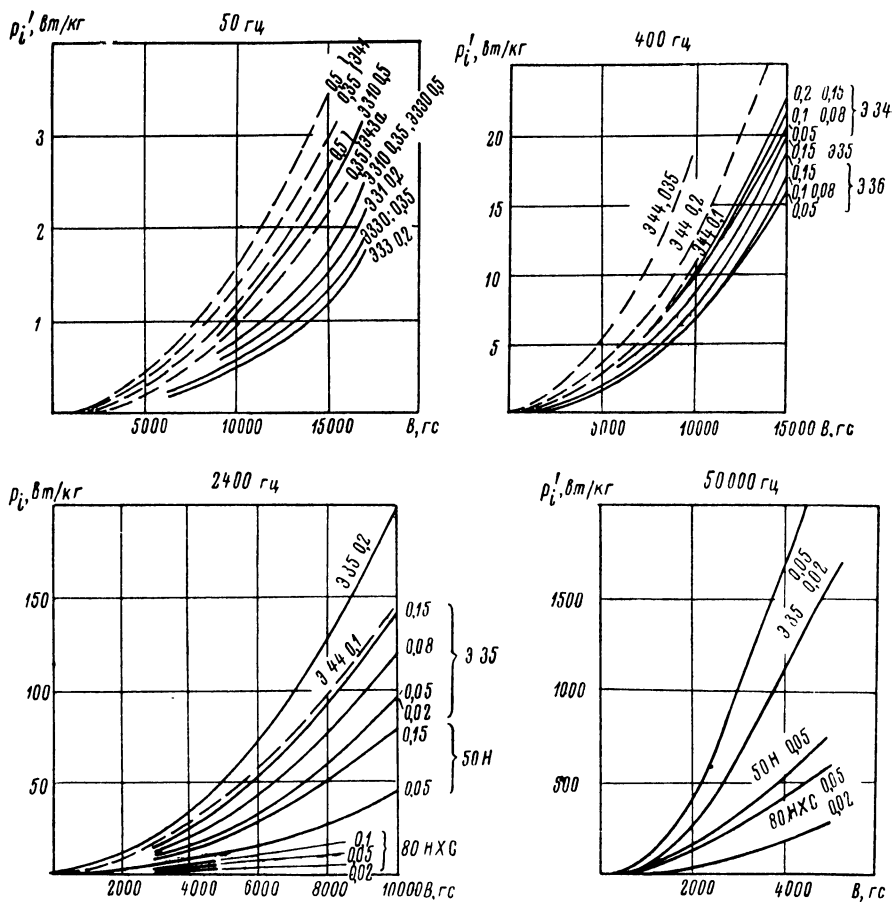 50 гц
pᵢ', вт/кг
3
2
1
5000 10000 15000 В, гс
0,5 } Э41
0,35
Э310 0,5
0,5 } Э43а
0,35
Э310 0,35, Э330 0,5
Э31 0,2
Э330; 0,35
Э33 0,2
400 гц
pᵢ', вт/кг
20
15
10
5
5000 10000 15000 В, гс
Э44, 0,35
Э44 0,2
Э44 0,1
0,2 0,15
0,1 0,08 } Э34
0,05
0,15 Э35
0,15
0,1 0,08 } Э36
0,05
2400 гц
pᵢ, вт/кг
150
100
50
2000 4000 6000 8000 10000 В, гс
Э35 0,2
Э44 0,1
0,15
0,08 } Э35
0,05
0,02
0,15 } 50Н
0,05
0,1
0,05 } 80НХС
0,02
50000 гц
pᵢ', вт/кг
1500
1000
500
2000 4000 В, гс
0,05
Э35 0,02
50Н 0,05
80НХС 0,05
0,02